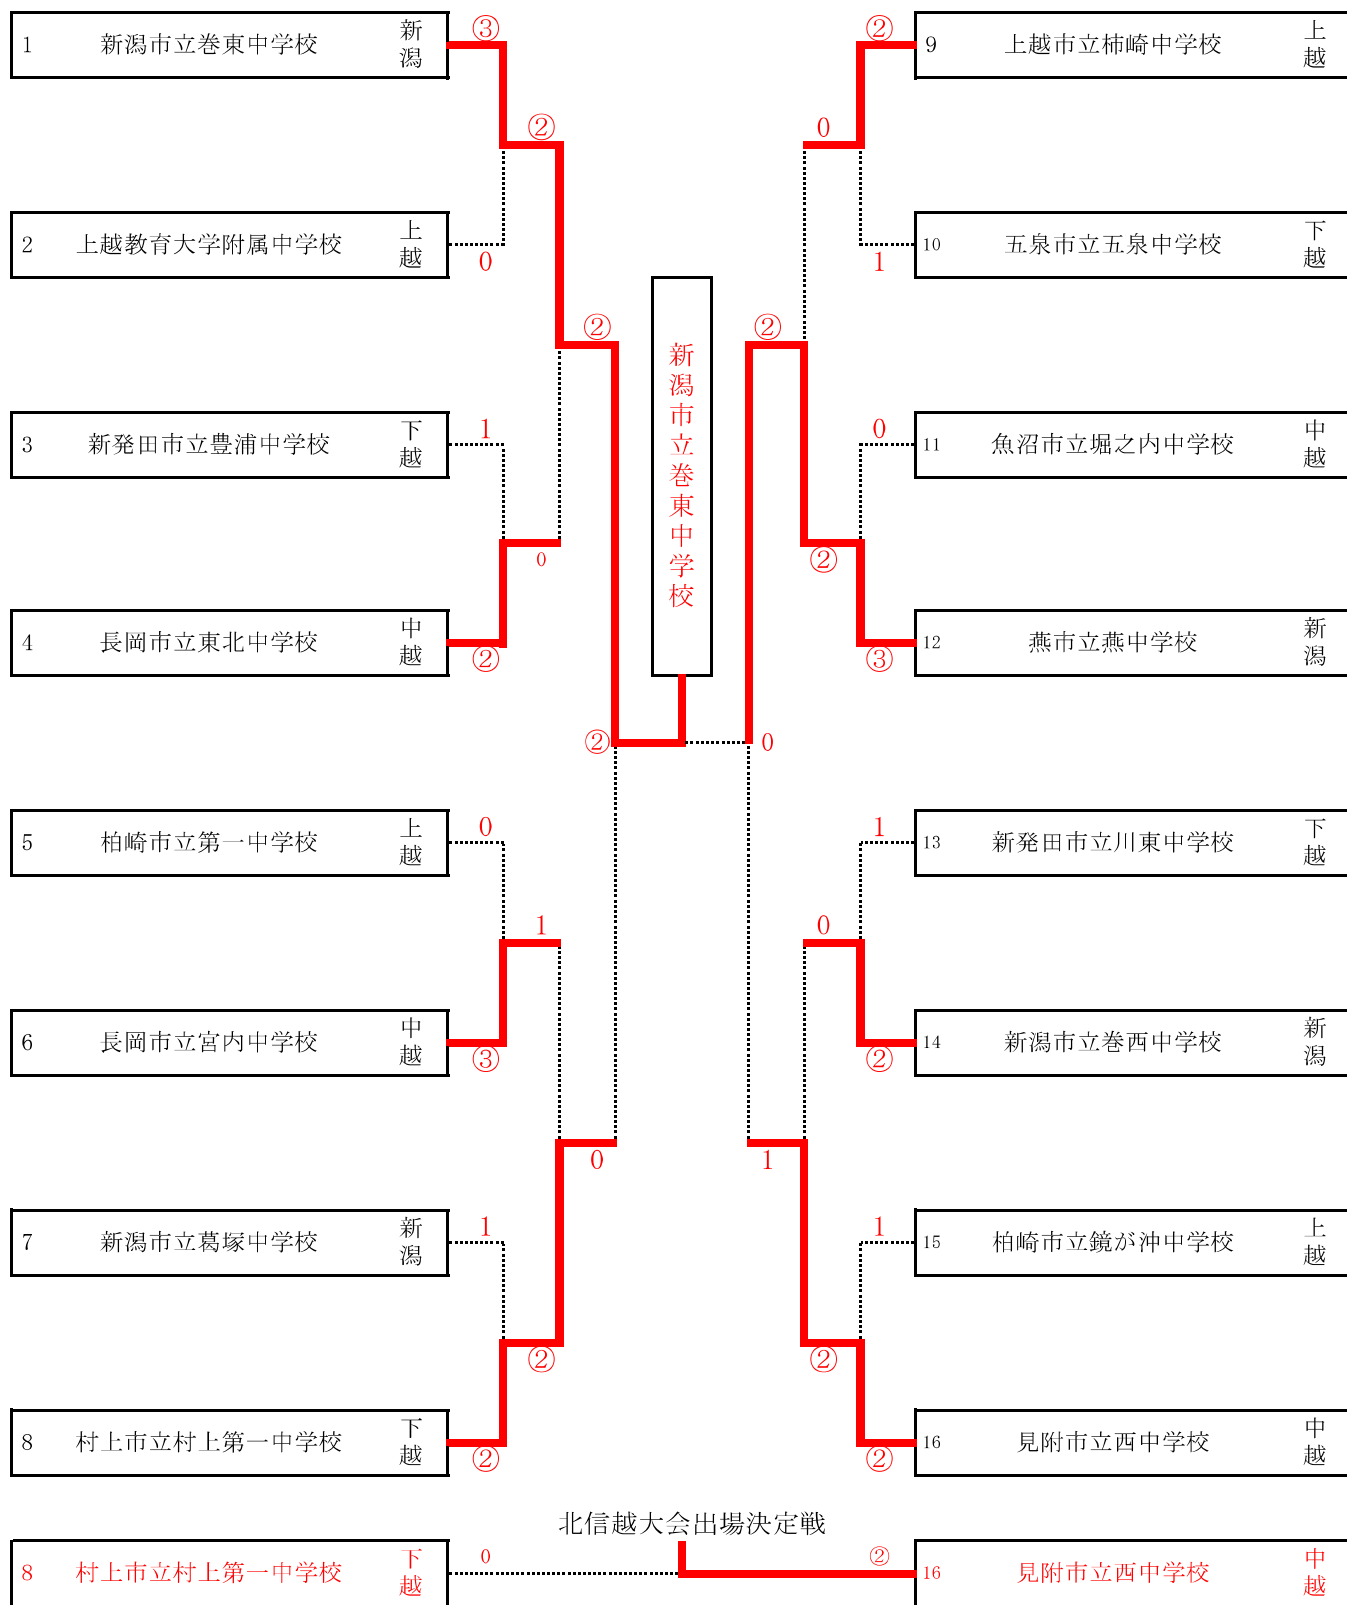 1 新潟市立巻東中学校 新潟 ③
② 9 上越市立柿崎中学校 上越
②
0
2 上越教育大学附属中学校 上越 0
1 10 五泉市立五泉中学校 下越
②
②
新潟市立巻東中学校
3 新発田市立豊浦中学校 下越 1
0 11 魚沼市立堀之内中学校 中越
0
②
4 長岡市立東北中学校 中越 ②
③ 12 燕市立燕中学校 新潟
②
0
5 柏崎市立第一中学校 上越 0
1 13 新発田市立川東中学校 下越
1
0
6 長岡市立宮内中学校 中越 ③
② 14 新潟市立巻西中学校 新潟
0
1
7 新潟市立葛塚中学校 新潟 1
1 15 柏崎市立鏡が沖中学校 上越
②
②
8 村上市立村上第一中学校 下越 ②
② 16 見附市立西中学校 中越
北信越大会出場決定戦
8 村上市立村上第一中学校 下越 0
② 16 見附市立西中学校 中越